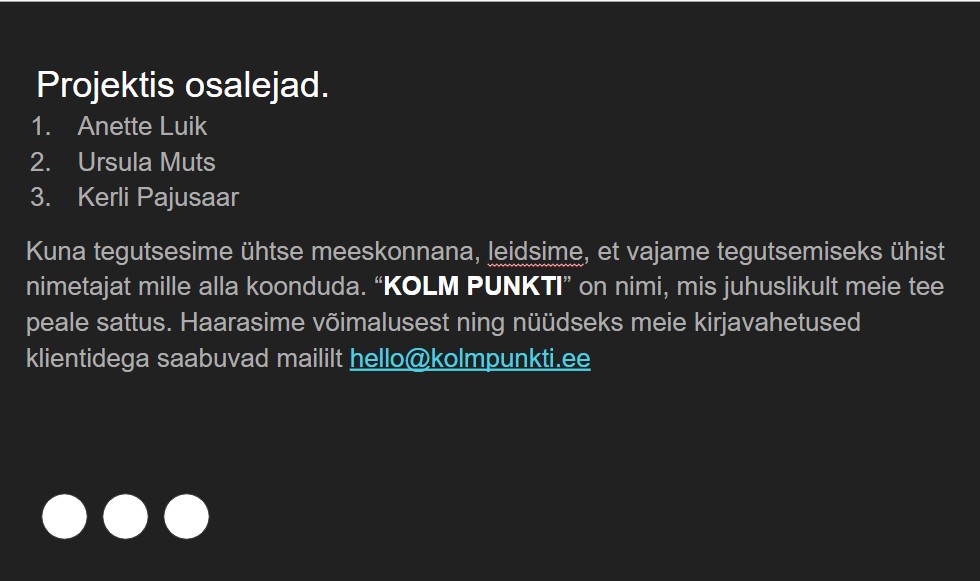 Projektis osalejad.
1. Anette Luik
2. Ursula Muts
3. Kerli Pajusaar
Kuna tegutsesime ühtse meeskonnana, leidsime, et vajame tegutsemiseks ühist
nimetajat mille alla koonduda. “KOLM PUNKTI” on nimi, mis juhuslikult meie tee
peale sattus. Haarasime võimalusest ning nüüdseks meie kirjavahetused
klientidega saabuvad maililt hello@kolmpunkti.ee